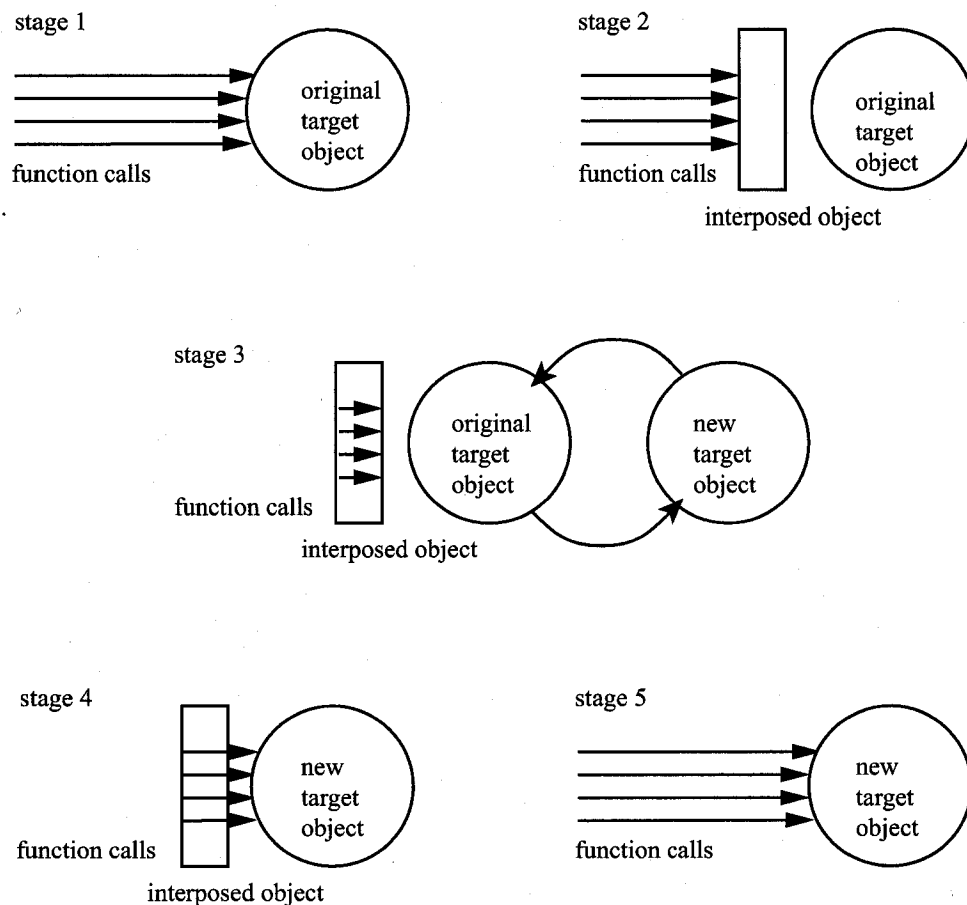 stage 1
original
target
object
function calls
stage 2
original
target
object
function calls
interposed object
stage 3
original
target
object
new
target
object
function calls
interposed object
stage 4
new
target
object
function calls
interposed object
stage 5
new
target
object
function calls